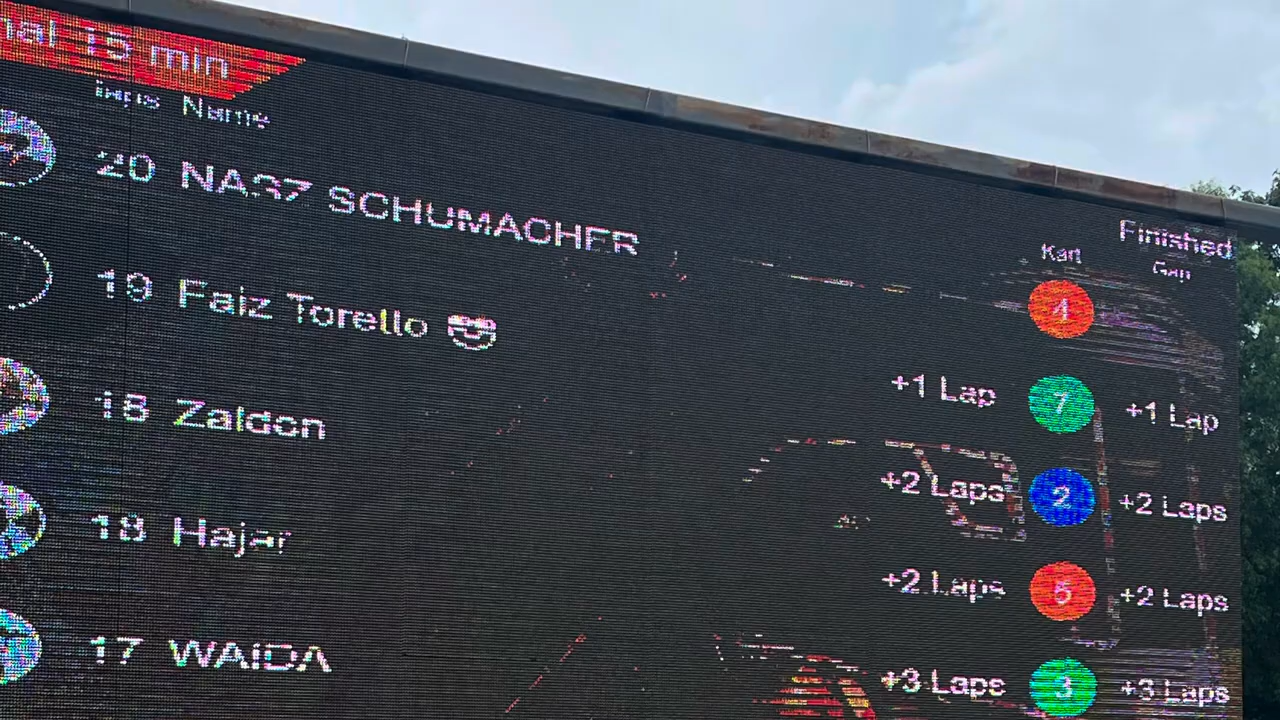 nal 15 min
Finished
laps Name Kart Gap
20 NA37 SCHUMACHER 4
19 Faiz Torello 😎 +1 Lap 7 +1 Lap
18 Zaldon +2 Laps 2 +2 Laps
18 Hajar +2 Laps 5 +2 Laps
17 WAiDA +3 Laps 3 +3 Laps